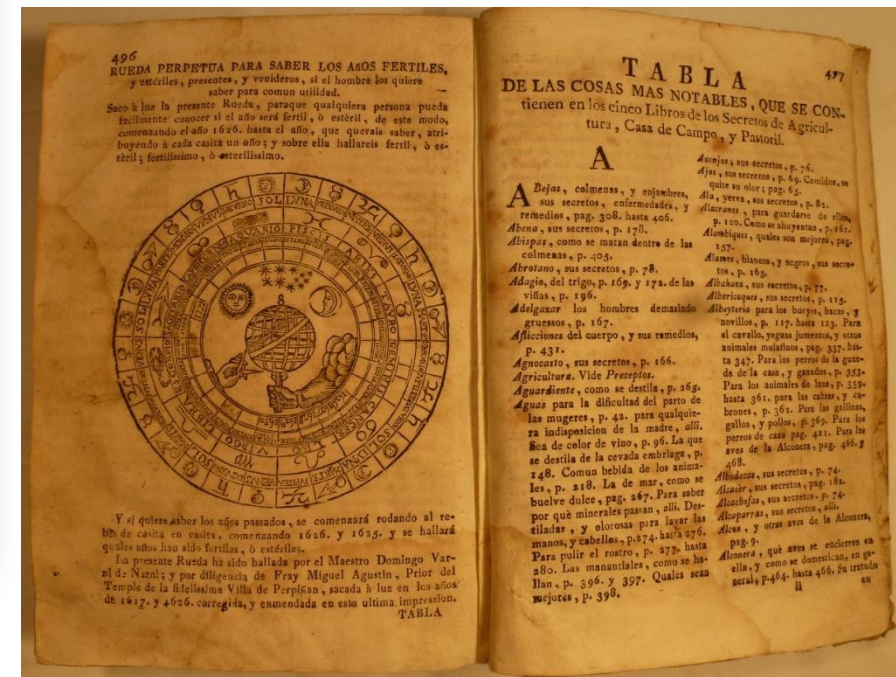 496
RUEDA PERPETUA PARA SABER LOS AÑOS FERTILES,
y estériles, presentes, y venideros, si el hombre los quiere
saber para comun utilidad.
Saco à luz la presente Rueda, paraque qualquiera persona pueda
facilmente conocer si el año será fertil, ò estèril, de este modo,
comenzando el año 1626. hasta el año, que querais saber, atri-
buyendo à cada casita un año; y sobre ella hallareis fertil, ò es-
tèril; fertilissimo, ò esterilissimo.
SOL LVNA
PISCIS
Y si quiere saber los años passados, se comenzará rodando al re-
bès de casita en casita, comenzando 1626. y 1625. y se hallará
quales años han sido fertiles, ò estériles.
La presente Rueda ha sido hallada por el Maestro Domingo Var-
ni de Narni; y por diligencia de Fray Miguel Agustin, Prior del
Temple de la fidelissima Villa de Perpiñan, sacada à luz en los años
de 1617. y 4626. corregida, y enmendada en esta ultima impression.
TABLA
497
TABLA
DE LAS COSAS MAS NOTABLES, QUE SE CON-
tienen en los cinco Libros de los Secretos de Agricul-
tura, Casa de Campo, y Pastoril.
A
ABejas, colmenas, y enjambres,
sus secretos, enfermedades, y
remedios, pag. 308. hasta 406.
Abena, sus secretos, p. 178.
Abispas, como se matan dentro de las
colmenas, p. 405.
Abrotano, sus secretos, p. 78.
Adagio, del trigo, p. 169. y 172. de las
viñas, p. 196.
Adelgazar los hombres demasiado
gruessos, p. 167.
Aflicciones del cuerpo, y sus remedios,
p. 431.
Agnocasto, sus secretos, p. 166.
Agricultura. Vide Preceptos.
Aguardiente, como se destila, p. 265.
Aguas para la dificultad del parto de
las mugeres, p. 42. para qualquie-
ra indisposicion de la madre, alli.
Sea de color de vino, p. 96. La que
se destila de la cevada embriaga, p.
148. Comun bebida de los anima-
les, p. 218. La de mar, como se
buelve dulce, pag. 267. Para saber
por què minerales passan, alli. Des-
tiladas, y olorosas para lavar las
manos, y cabellos, p.274. hasta 276.
Para pulir el rostro, p. 277. hasta
280. Las manantiales, como se ha-
llan, p. 396. y 397. Quales sean
mejores, p. 398.
sus secretos, p. 76.
Ajos, sus secretos, p. 69. Comidos, se
quite su olor; pag. 65.
Ala, yerva, sus secretos, p. 82.
Allacranes, para guardarse de ellos,
p. 120. Como se ahuyentan, p. 162.
Alambiques, quales son mejores, pag.
257.
Alamos, blancos, y negros, sus secre-
tos, p. 165.
Albahaca, sus secretos, p. 77.
Albericoques, sus secretos, p. 115.
Albeyteria para los bueyes, bacas, y
novillos, p. 117. hasta 123. Para
el cavallo, yeguas jumentos, y otros
animales mulatinos, pag. 337. has-
ta 347. Para los perros de la guar-
da de la casa, y ganados, p. 353.
Para los animales de lana, p. 359.
hasta 361. para las cabras, y ca-
brones, p. 362. Para las gallinas,
gallos, y pollos, p. 369. Para los
perros de caza pag. 421. Para las
aves de la Alconera, pag. 466. y
468.
Albudecas, sus secretos, p. 74.
Alcacèr, sus secretos, pag. 182.
Alcachofas, sus secretos. p. 74.
Alcaparras, sus secretos, alli.
Alcon, y otras aves de la Alconera,
pag. 9.
Alconera, què aves se encierren en
ella, y como se domestican, en ge-
neral, p.464. hasta 466. Su tratado
en